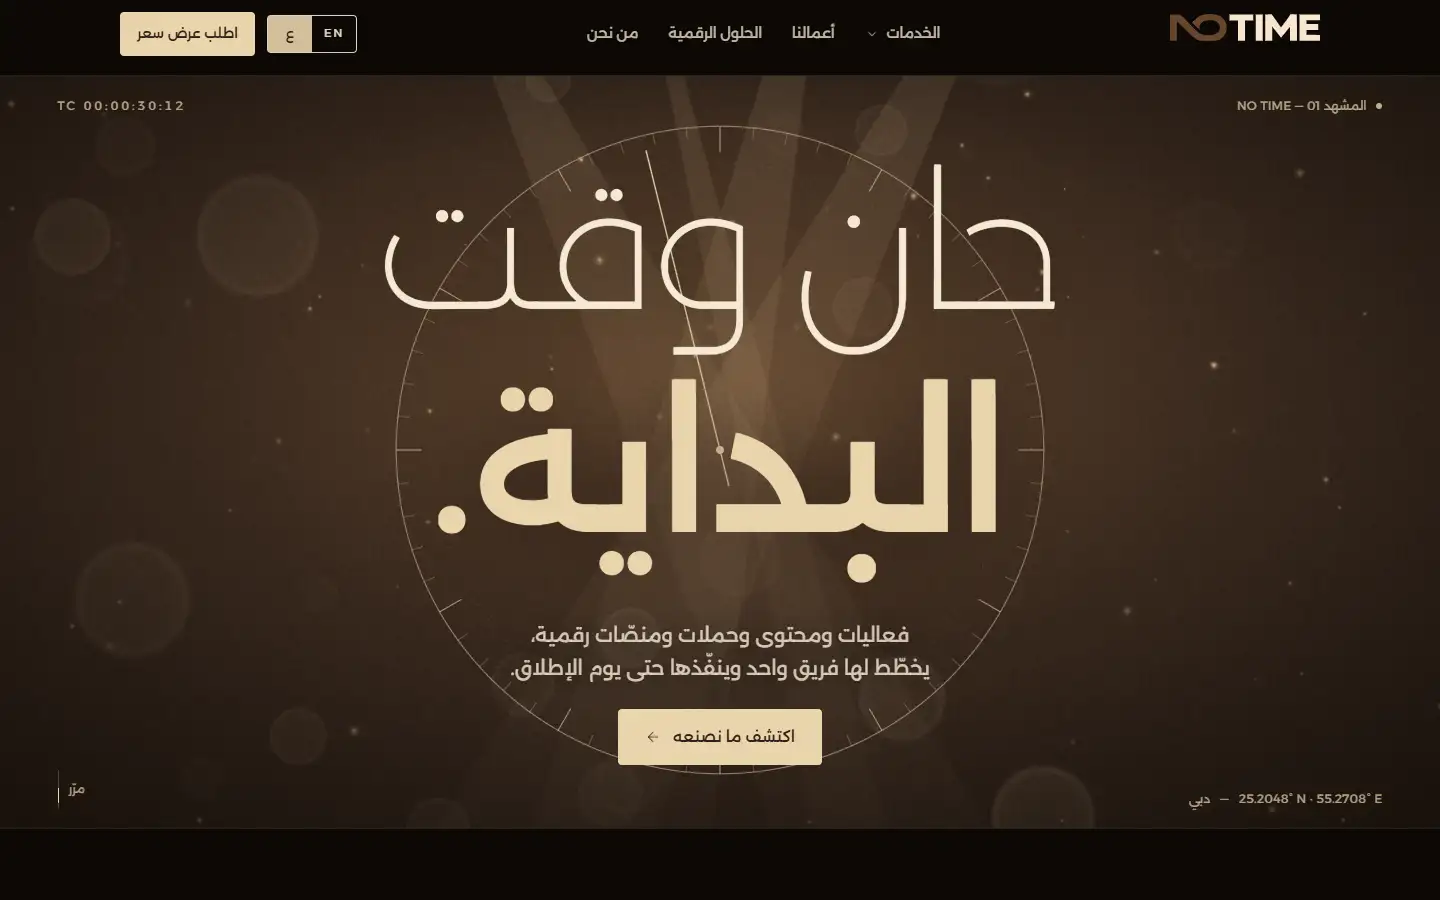 NO TIME
الخدمات
أعمالنا
الحلول الرقمية
من نحن
EN
ع
اطلب عرض سعر
المشهد 01 — NO TIME
TC 00:00:30:12
حان وقت
البداية.
فعاليات ومحتوى وحملات ومنصّات رقمية،
يخطّط لها فريق واحد وينفّذها حتى يوم الإطلاق.
اكتشف ما نصنعه ←
25.2048° N · 55.2708° E — دبي
مرّر